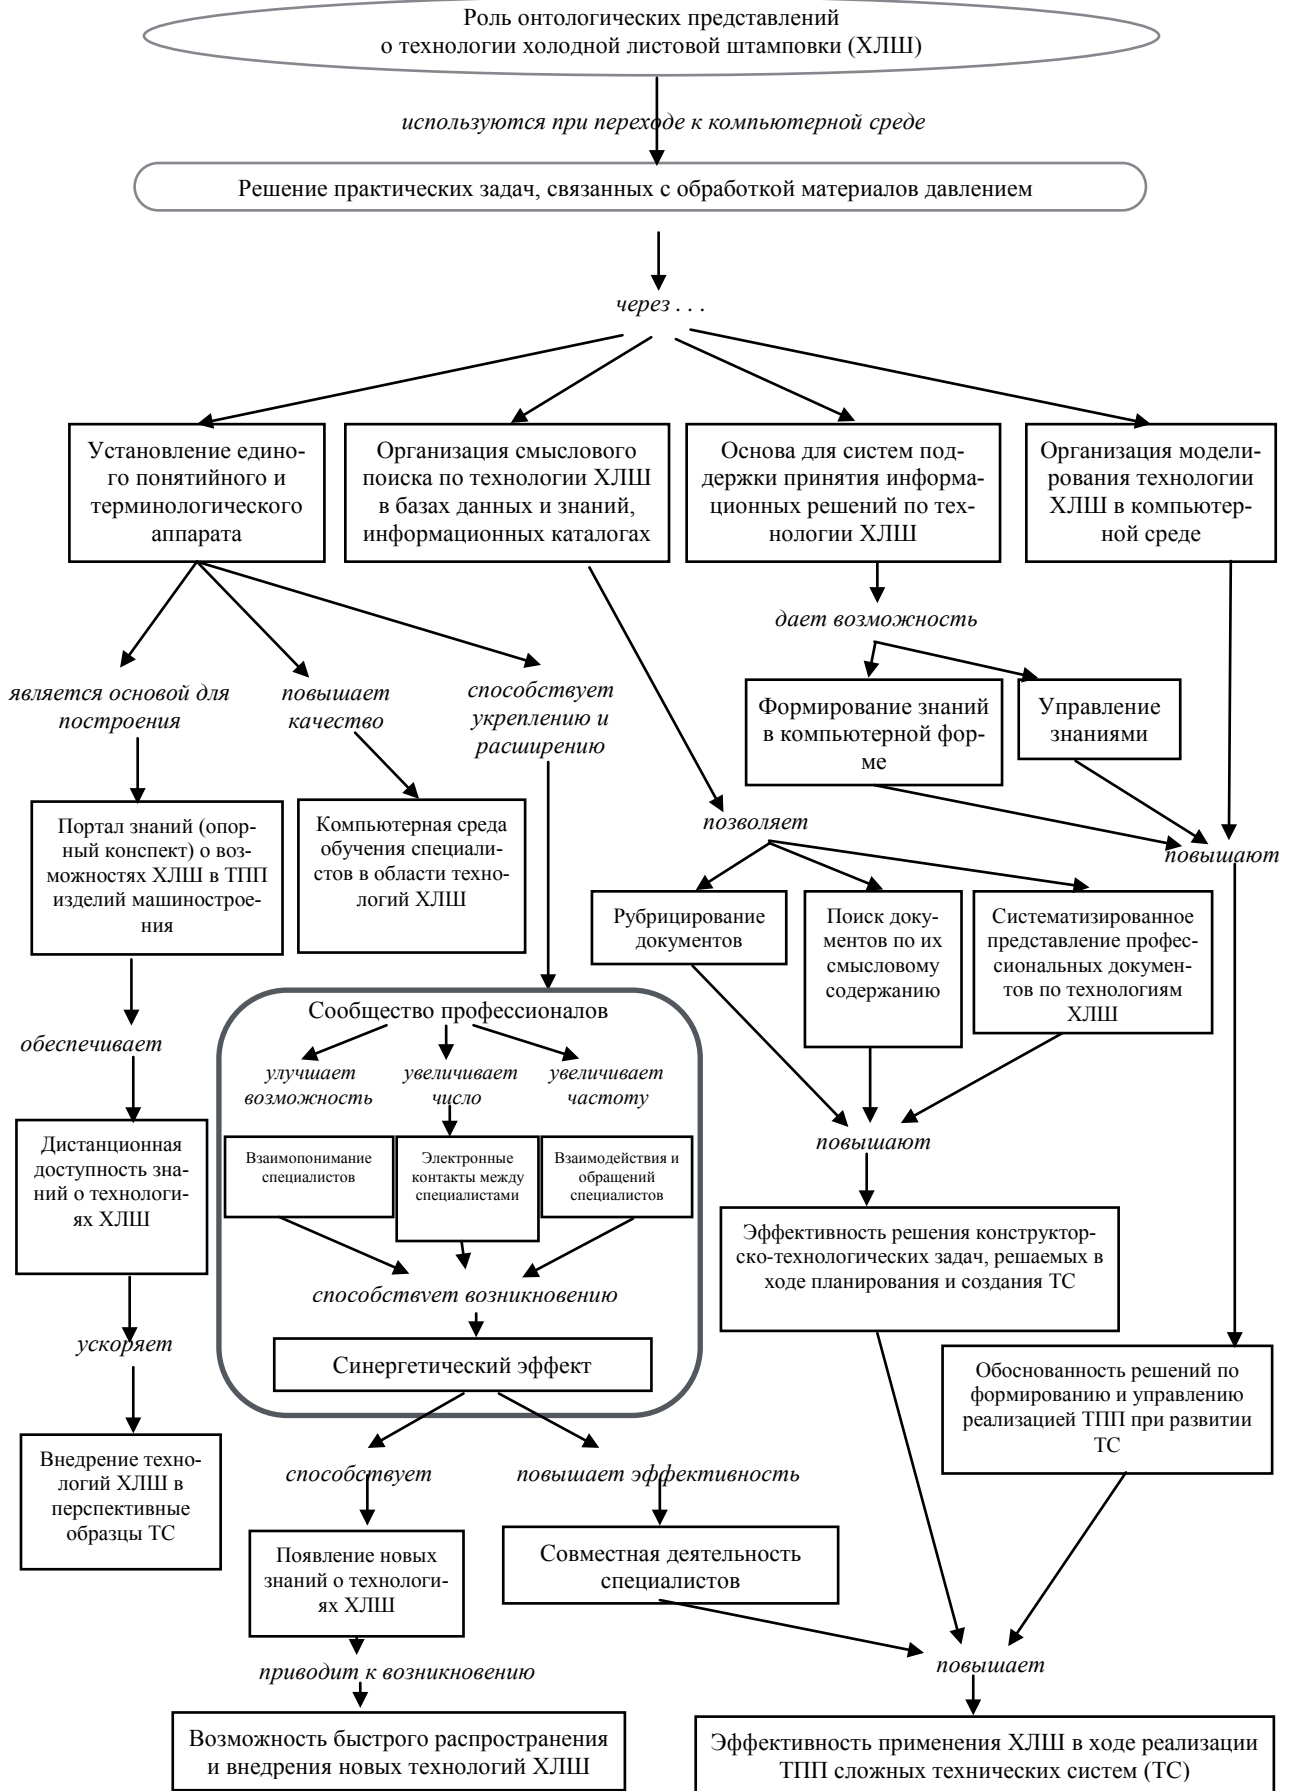 Роль онтологических представлений
о технологии холодной листовой штамповки (ХЛШ)
используются при переходе к компьютерной среде
Решение практических задач, связанных с обработкой материалов давлением
через . . .
Установление едино-
го понятийного и
терминологического
аппарата
Организация смыслового
поиска по технологии ХЛШ
в базах данных и знаний,
информационных каталогах
Основа для систем под-
держки принятия информа-
ционных решений по тех-
нологии ХЛШ
Организация модели-
рования технологии
ХЛШ в компьютер-
ной среде
дает возможность
является основой для
построения
повышает
качество
способствует
укреплению и
расширению
Формирование знаний
в компьютерной фор-
ме
Управление
знаниями
Портал знаний (опор-
ный конспект) о воз-
можностях ХЛШ в ТПП
изделий машинострое-
ния
Компьютерная среда
обучения специали-
стов в области техно-
логий ХЛШ
позволяет
повышают
Рубрицирование
документов
Поиск доку-
ментов по их
смысловому
содержанию
Систематизированное
представление профес-
сиональных докумен-
тов по технологиям
ХЛШ
обеспечивает
Сообщество профессионалов
улучшает
возможность
увеличивает
число
увеличивает
частоту
Взаимопонимание
специалистов
Электронные
контакты между
специалистами
Взаимодействия и
обращений
специалистов
повышают
Дистанционная
доступность зна-
ний о технологи-
ях ХЛШ
Эффективность решения конструктор-
ско-технологических задач, решаемых в
ходе планирования и создания ТС
способствует возникновению
ускоряет
Синергетический эффект
Обоснованность решений по
формированию и управлению
реализацией ТПП при развитии
ТС
Внедрение техно-
логий ХЛШ в
перспективные
образцы ТС
способствует
повышает эффективность
Появление новых
знаний о технологи-
ях ХЛШ
Совместная деятельность
специалистов
приводит к возникновению
повышает
Возможность быстрого распространения
и внедрения новых технологий ХЛШ
Эффективность применения ХЛШ в ходе реализации
ТПП сложных технических систем (ТС)